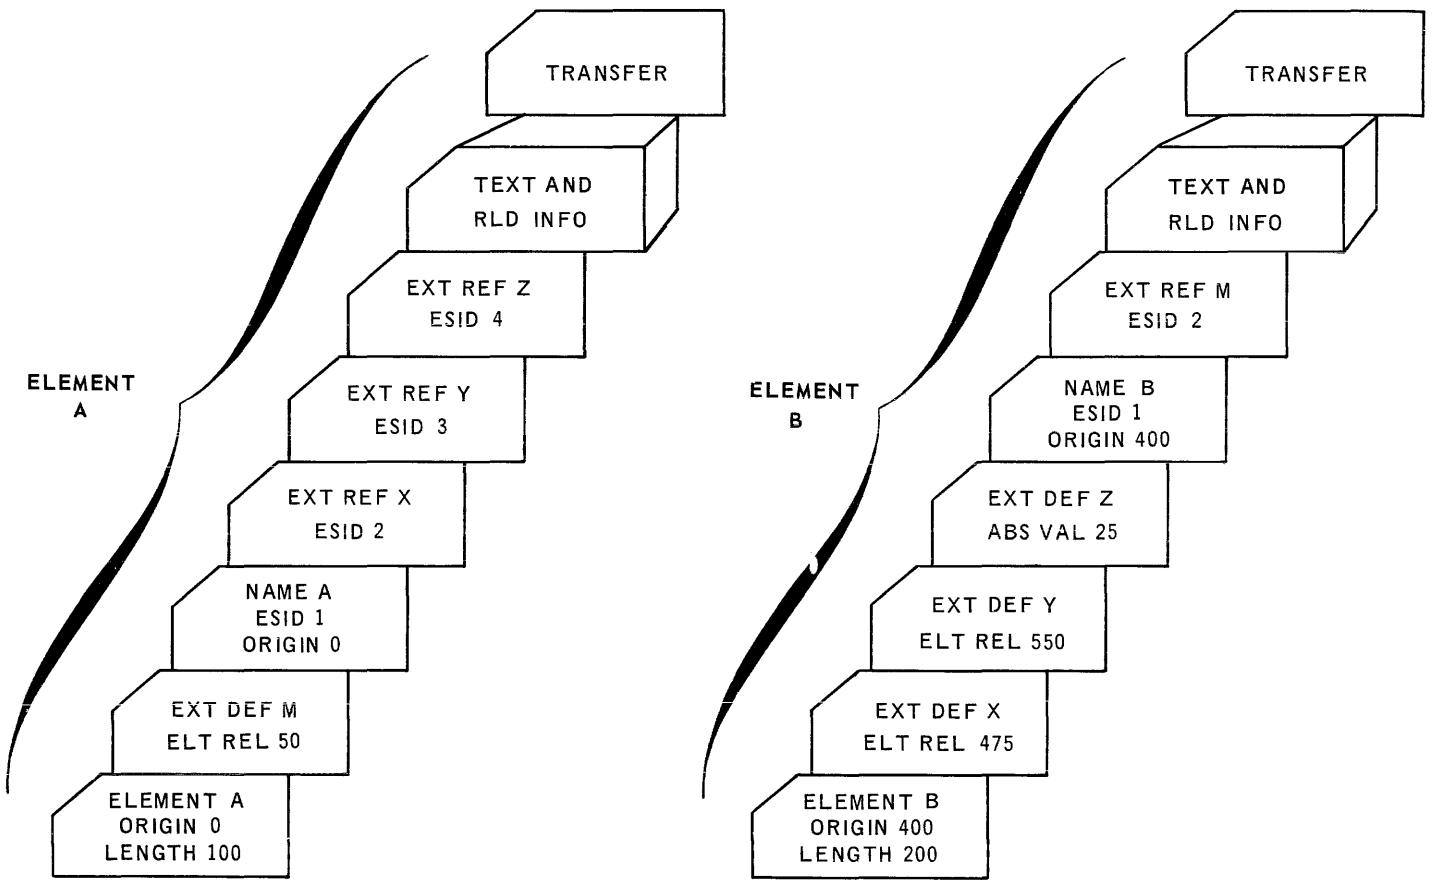 TRANSFER
TEXT AND
RLD INFO
EXT REF Z
ESID 4
EXT REF Y
ESID 3
EXT REF X
ESID 2
NAME A
ESID 1
ORIGIN 0
EXT DEF M
ELT REL 50
ELEMENT A
ORIGIN 0
LENGTH 100
ELEMENT
A
TRANSFER
TEXT AND
RLD INFO
EXT REF M
ESID 2
NAME B
ESID 1
ORIGIN 400
EXT DEF Z
ABS VAL 25
EXT DEF Y
ELT REL 550
EXT DEF X
ELT REL 475
ELEMENT B
ORIGIN 400
LENGTH 200
ELEMENT
B